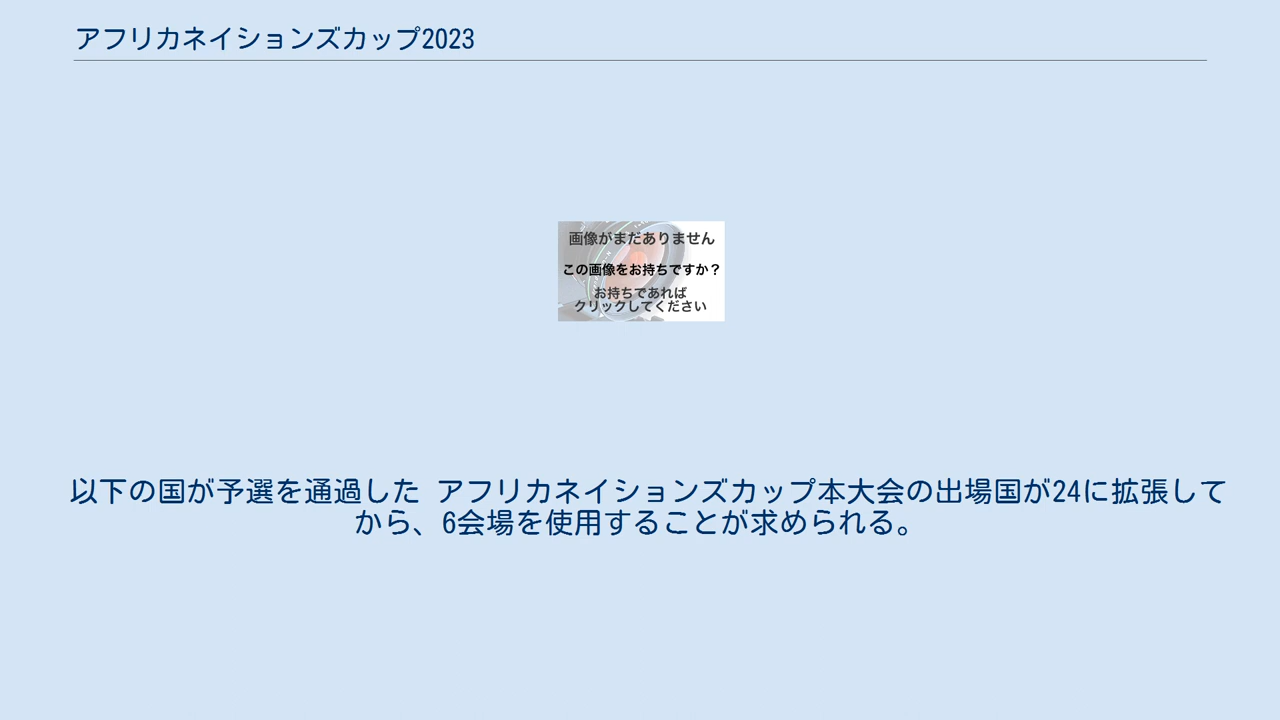 アフリカネイションズカップ2023
画像がまだありません
この画像をお持ちですか？
お持ちであれば
クリックしてください
以下の国が予選を通過した アフリカネイションズカップ本大会の出場国が24に拡張して
から、6会場を使用することが求められる。